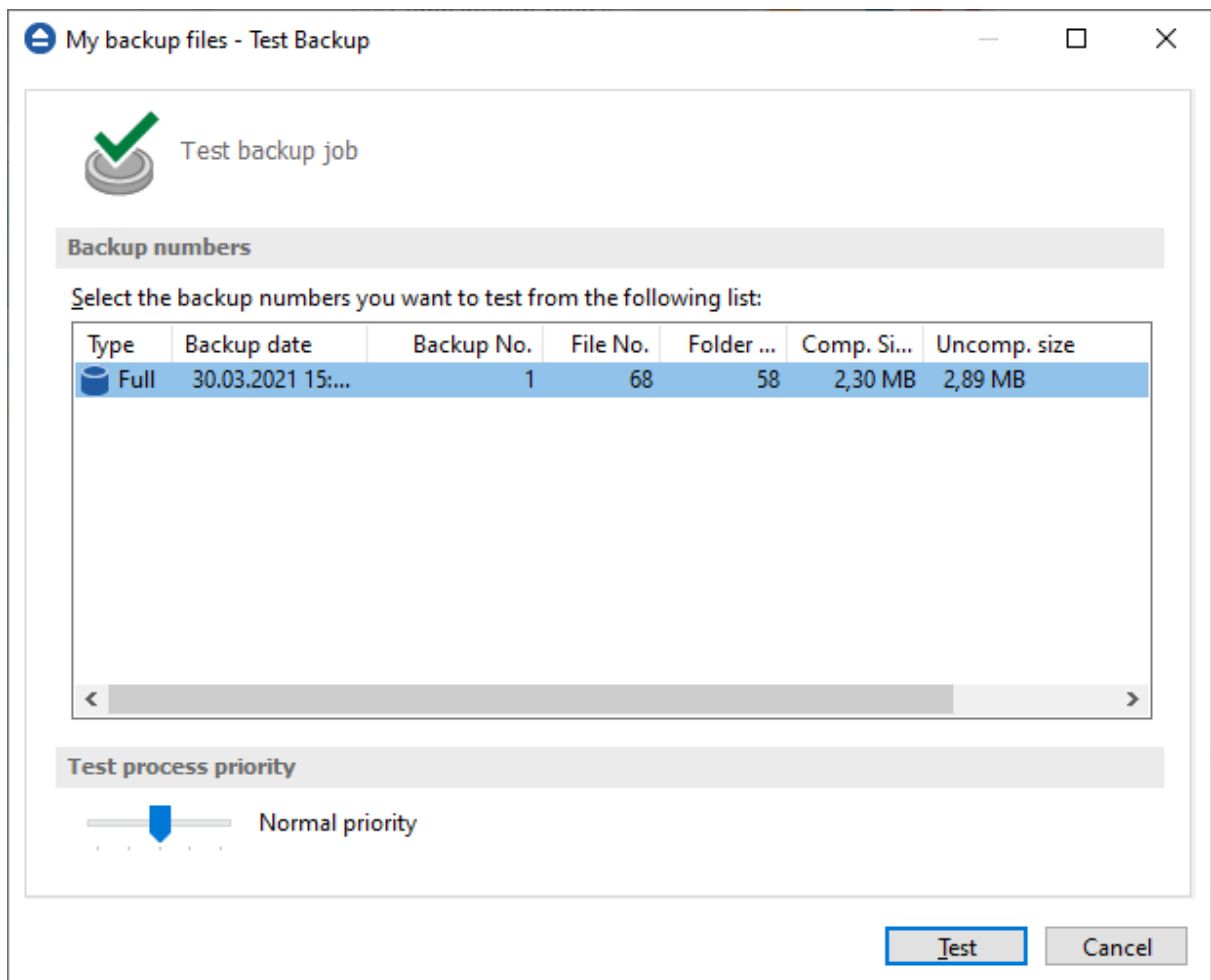 My backup files - Test Backup
Test backup job
Backup numbers
Select the backup numbers you want to test from the following list:
Type Backup date Backup No. File No. Folder ... Comp. Si... Uncomp. size
Full 30.03.2021 15:... 1 68 58 2,30 MB 2,89 MB
Test process priority
Normal priority
Test Cancel